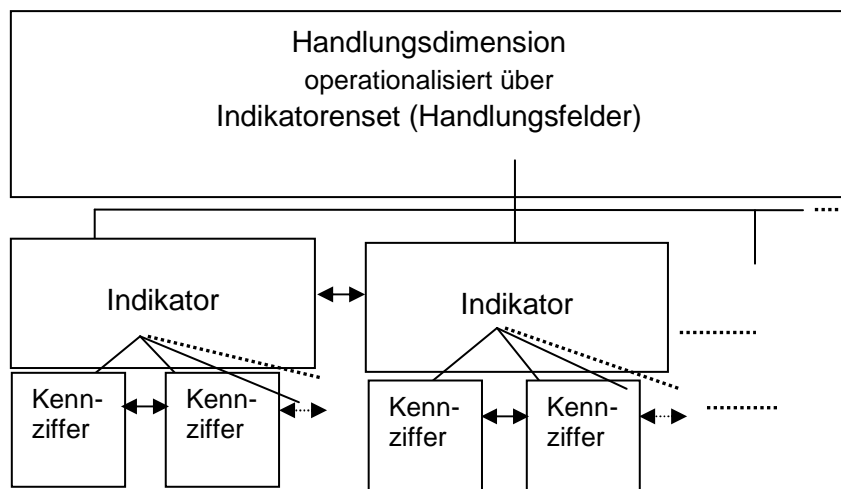 Handlungsdimension
operationalisiert über
Indikatorenset (Handlungsfelder)
Indikator
Indikator
Kenn-
ziffer
Kenn-
ziffer
Kenn-
ziffer
Kenn-
ziffer